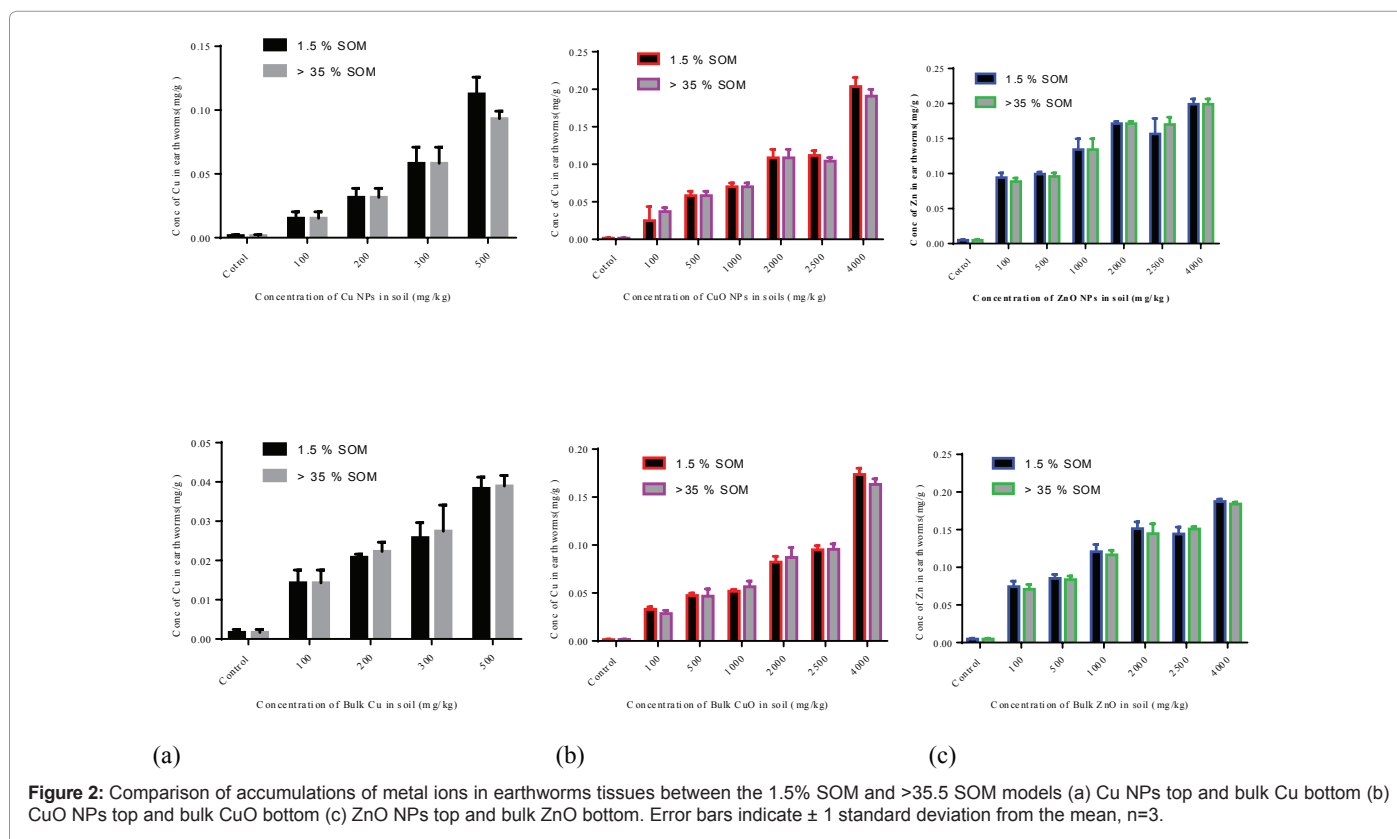 1.5 % SOM
> 35 % SOM
Conc of Cu in earthworms(mg/g)
0.15
0.10
0.05
0.00
Cotrol
100
200
300
500
Concentration of Cu NPs in soil (mg/kg)
1.5 % SOM
> 35 % SOM
Conc of Cu in earthworms(mg/g)
0.25
0.20
0.15
0.10
0.05
0.00
Cotrol
100
500
1000
2000
2500
4000
Concentration of CuO NPs in soils (mg/kg)
1.5 % SOM
>35 % SOM
Conc of Zn in earthworms(mg/g)
0.25
0.20
0.15
0.10
0.05
0.00
Cotrol
100
500
1000
2000
2500
4000
Concentration of ZnO NPs in soil (mg/kg)
1.5 % SOM
> 35 % SOM
Conc of Cu in earthworms(mg/g)
0.05
0.04
0.03
0.02
0.01
0.00
Control
100
200
300
500
Concentration of Bulk Cu in soil (mg/kg)
1.5 % SOM
>35 % SOM
Conc of Cu in earthworms(mg/g)
0.20
0.15
0.10
0.05
0.00
Control
100
500
1000
2000
2500
4000
Concentration of Bulk CuO in soil (mg/kg)
1.5 % SOM
> 35 % SOM
Conc of Zn in earthworms(mg/g)
0.25
0.20
0.15
0.10
0.05
0.00
Control
100
500
1000
2000
2500
4000
Concentration of Bulk ZnO in soil (mg/kg)
(a)
(b)
(c)
Figure 2: Comparison of accumulations of metal ions in earthworms tissues between the 1.5% SOM and >35.5 SOM models (a) Cu NPs top and bulk Cu bottom (b)
CuO NPs top and bulk CuO bottom (c) ZnO NPs top and bulk ZnO bottom. Error bars indicate ± 1 standard deviation from the mean, n=3.